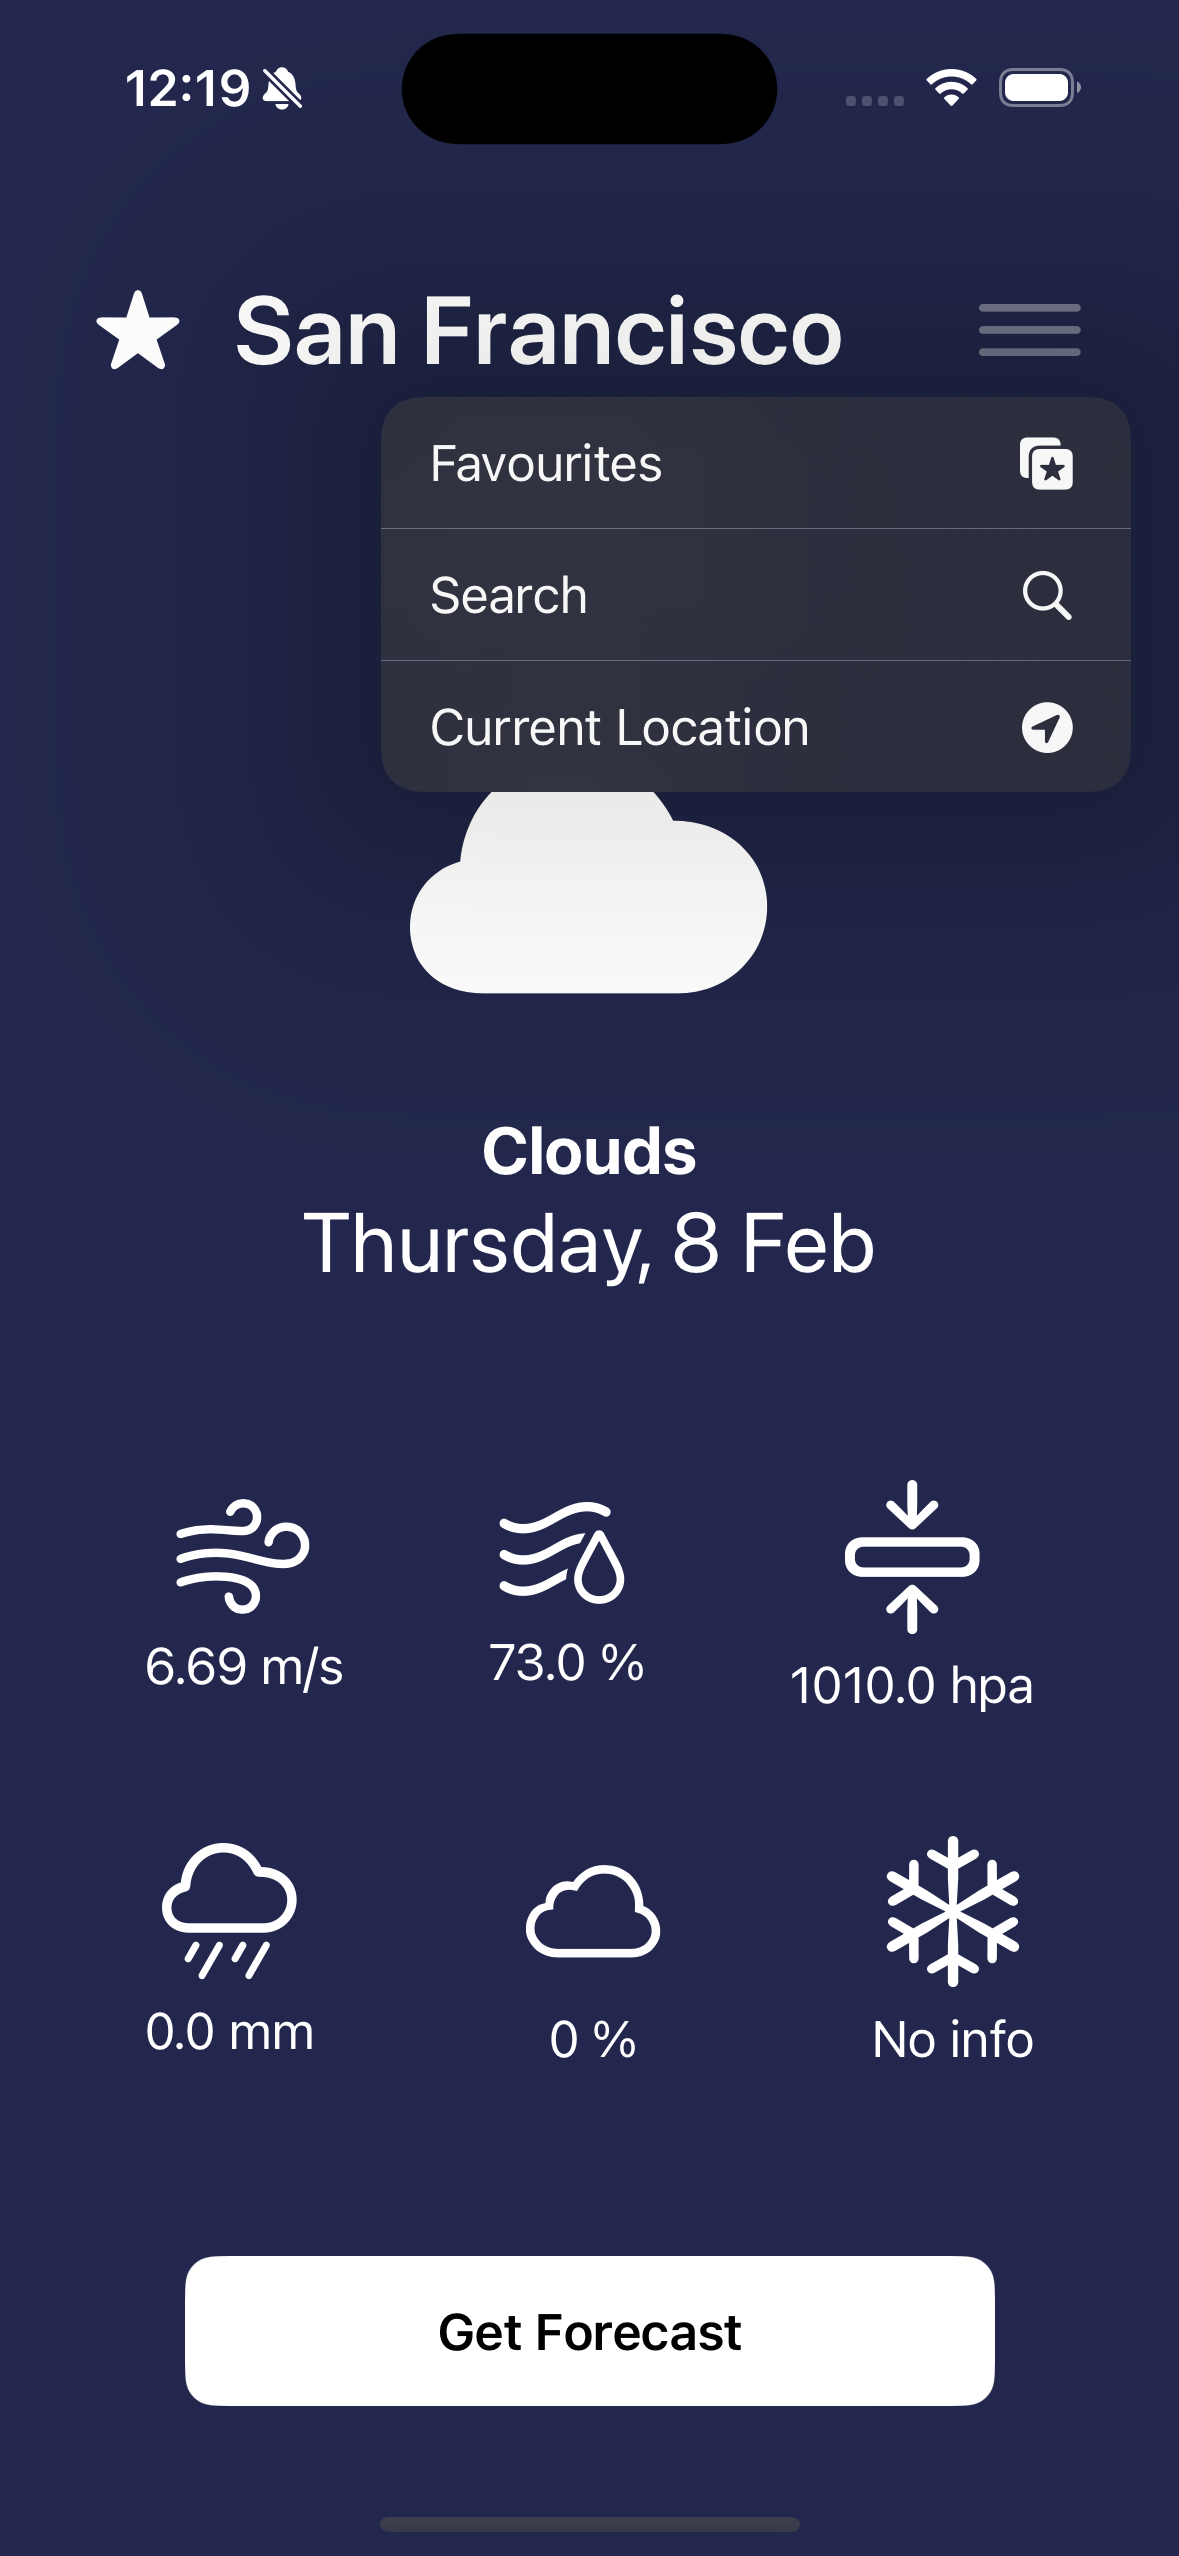 12:19
San Francisco
Favourites
Search
Current Location
Clouds
Thursday, 8 Feb
6.69 m/s
73.0 %
1010.0 hpa
0.0 mm
0 %
No info
Get Forecast